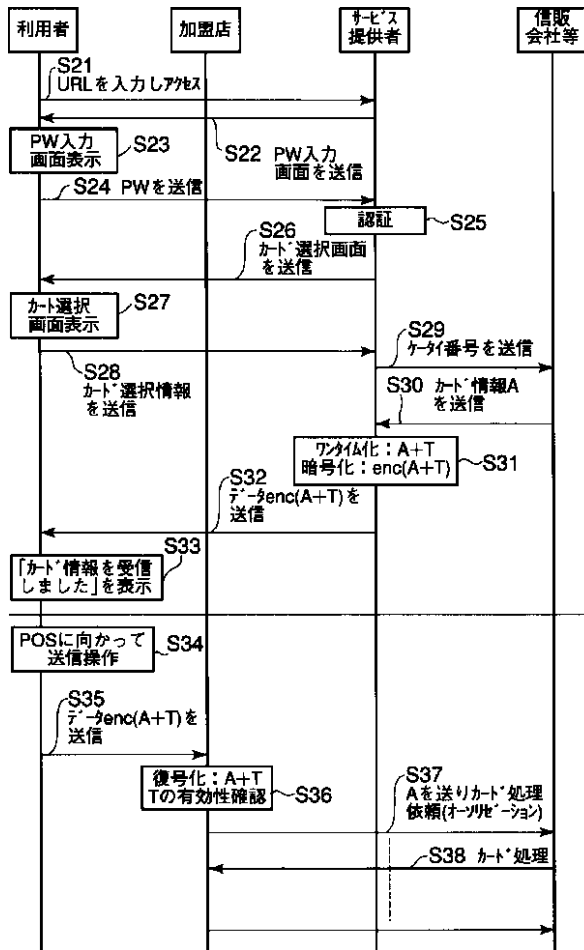 利用者
加盟店
サービス
提供者
信販
会社等
S21
URLを入力しアクセス
PW入力
画面表示
S23
S22 PW入力
画面を送信
S24 PWを送信
認証
S25
S26
カード選択画面
を送信
カード選択
画面表示
S27
S28
カード選択情報
を送信
S29
ケータイ番号を送信
S30 カード情報A
を送信
ワンタイム化：A+T
暗号化：enc(A+T)
S31
S32
データenc(A+T)を
送信
「カード情報を受信
しました」を表示
S33
POSに向かって
送信操作
S34
S35
データenc(A+T)を
送信
復号化：A+T
Tの有効性確認
S36
S37
Aを送りカード処理
依頼(オーソリゼーション)
S38 カード処理